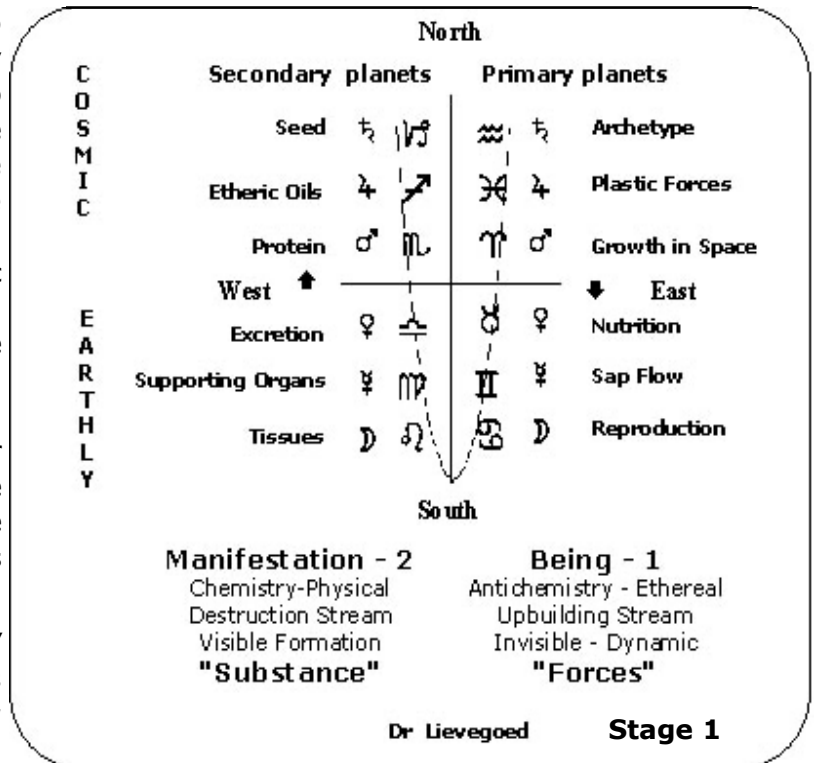 North
COSMIC
Secondary planets Primary planets
Seed ♄ ♑ ♒ ♄ Archetype
Etheric Oils ♃ ♐ ♓ ♃ Plastic Forces
Protein ♂ ♏ ♈ ♂ Growth in Space
West East
EARTHLY
Excretion ♀ ♎ ♉ ♀ Nutrition
Supporting Organs ☿ ♍ ♊ ☿ Sap Flow
Tissues ☽ ♌ ♋ ☽ Reproduction
South
Manifestation - 2 Being - 1
Chemistry-Physical Antichemistry - Ethereal
Destruction Stream Upbuilding Stream
Visible Formation Invisible - Dynamic
"Substance" "Forces"
Dr Lievegoed Stage 1